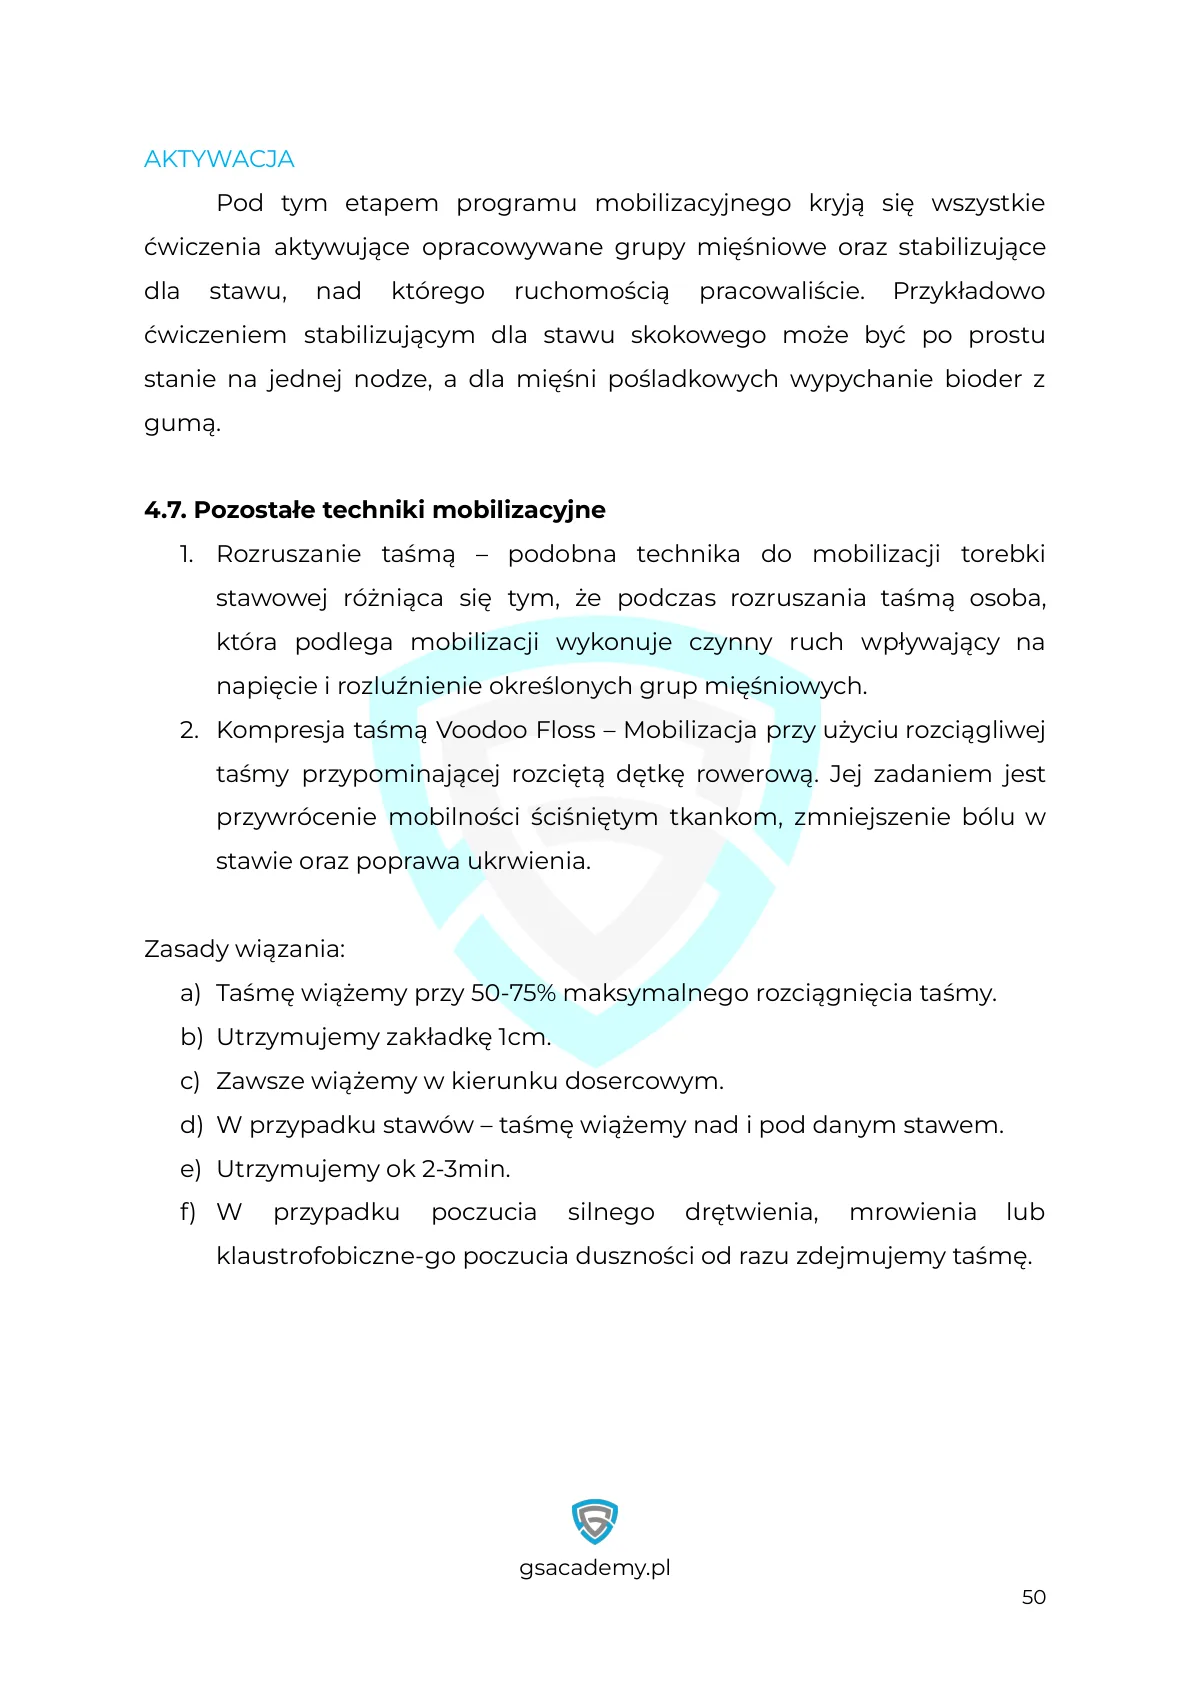 AKTYWACJA
Pod tym etapem programu mobilizacyjnego kryją się wszystkie
ćwiczenia aktywujące opracowywane grupy mięśniowe oraz stabilizujące
dla stawu, nad którego ruchomością pracowaliście. Przykładowo
ćwiczeniem stabilizującym dla stawu skokowego może być po prostu
stanie na jednej nodze, a dla mięśni pośladkowych wypychanie bioder z
gumą.
4.7. Pozostałe techniki mobilizacyjne
1. Rozruszanie taśmą – podobna technika do mobilizacji torebki
stawowej różniąca się tym, że podczas rozruszania taśmą osoba,
która podlega mobilizacji wykonuje czynny ruch wpływający na
napięcie i rozluźnienie określonych grup mięśniowych.
2. Kompresja taśmą Voodoo Floss – Mobilizacja przy użyciu rozciągliwej
taśmy przypominającej rozciętą dętkę rowerową. Jej zadaniem jest
przywrócenie mobilności ściśniętym tkankom, zmniejszenie bólu w
stawie oraz poprawa ukrwienia.
Zasady wiązania:
a) Taśmę wiążemy przy 50-75% maksymalnego rozciągnięcia taśmy.
b) Utrzymujemy zakładkę 1cm.
c) Zawsze wiążemy w kierunku dosercowym.
d) W przypadku stawów – taśmę wiążemy nad i pod danym stawem.
e) Utrzymujemy ok 2-3min.
f) W przypadku poczucia silnego drętwienia, mrowienia lub
klaustrofobiczne-go poczucia duszności od razu zdejmujemy taśmę.
gsacademy.pl
50